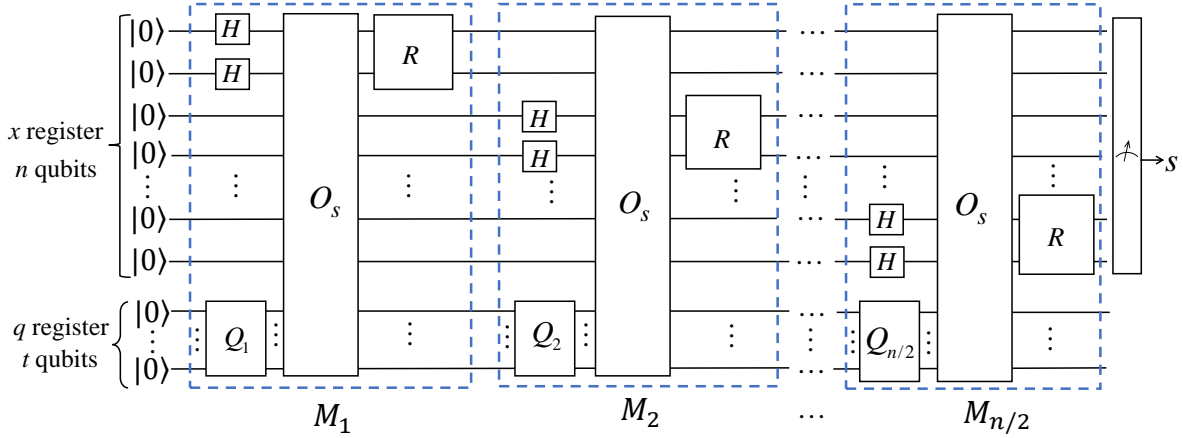 |0⟩ H R ...
|0⟩ H ...
|0⟩ H R ...
x register
|0⟩ H ...
n qubits
⋮ ⋮ O_s ⋮ ⋮ O_s ⋮ O_s ⋮
→s
|0⟩ ... H R
|0⟩ ... H
|0⟩ ...
q register
⋮ ⋮ Q_1 ⋮ ⋮ ⋮ Q_2 ⋮ ⋮ ... ⋮ Q_{n/2} ⋮ ⋮
t qubits
|0⟩ ...
M_1 M_2 ... M_{n/2}